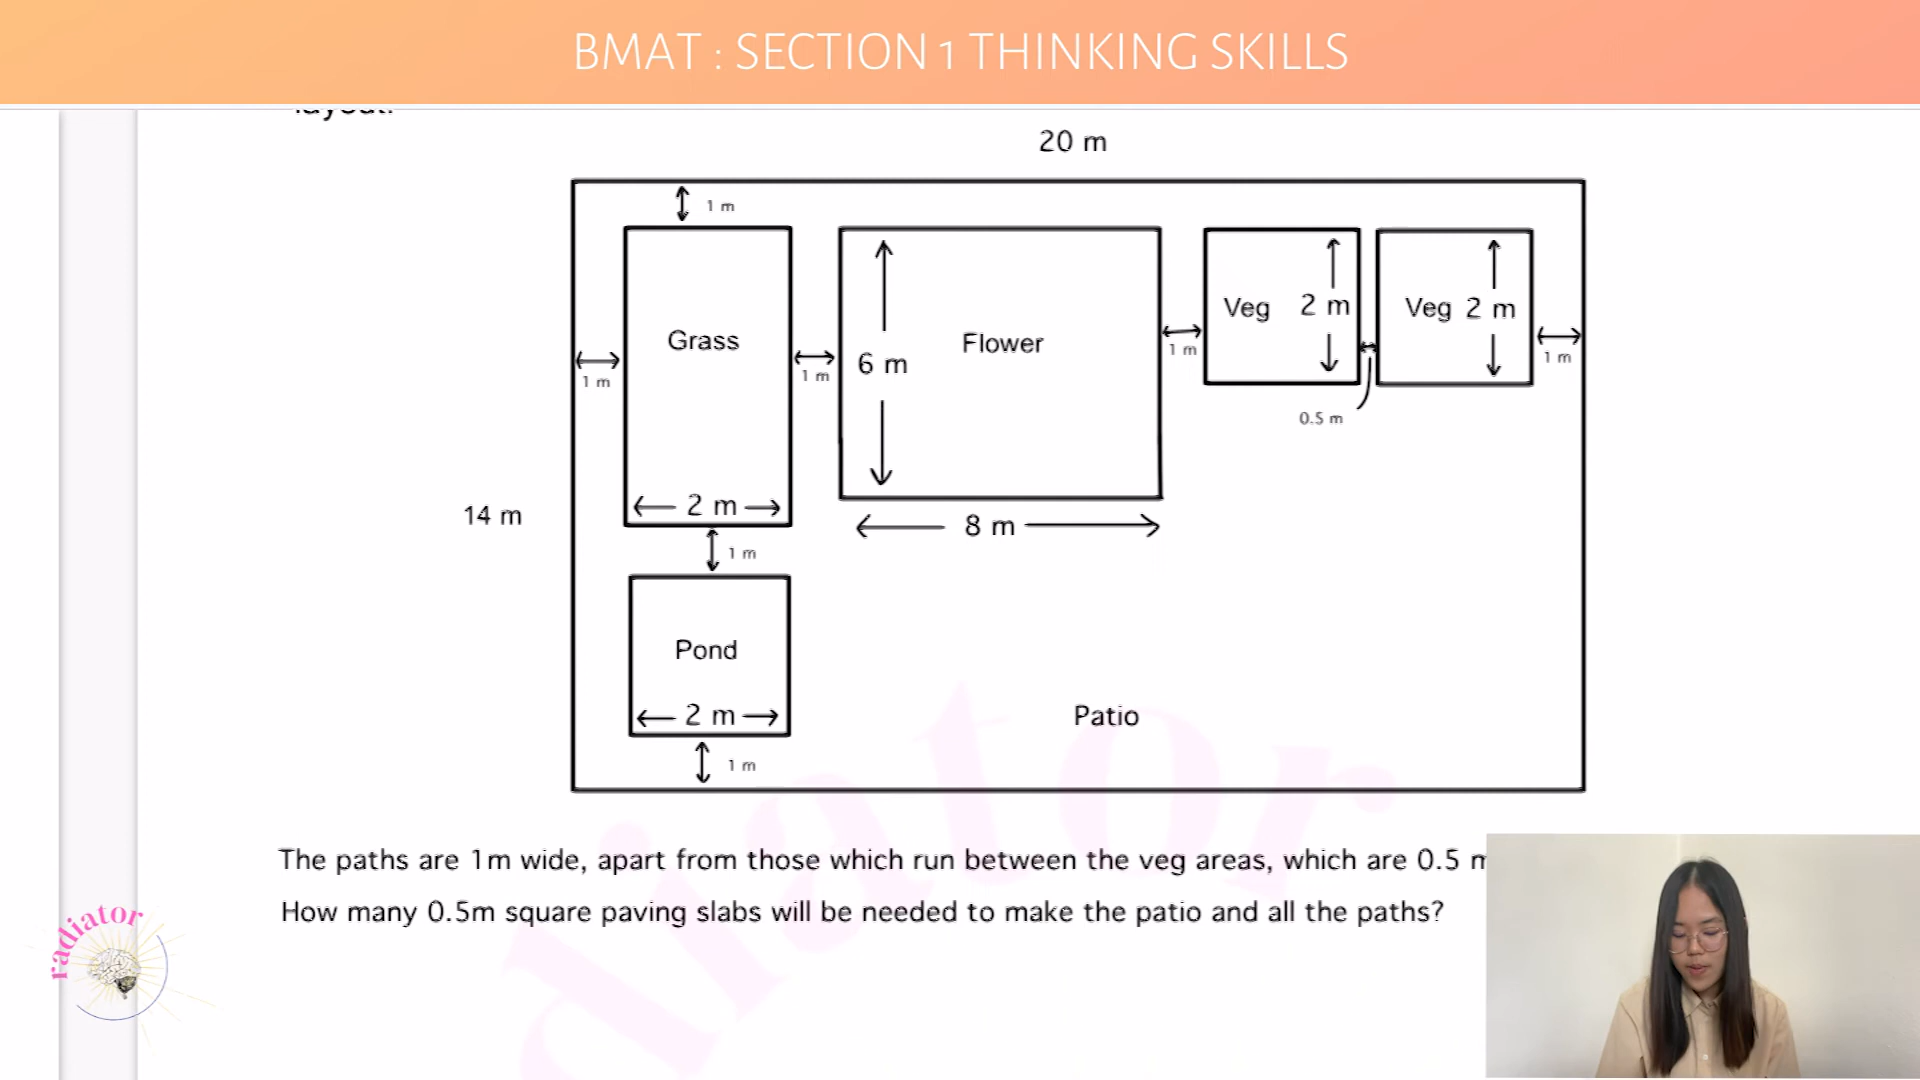 BMAT : SECTION 1 THINKING SKILLS
layout.
20 m
1 m
Grass
Flower
Veg 2 m
Veg 2 m
1 m
1 m
6 m
1 m
1 m
0.5 m
2 m
8 m
14 m
1 m
Pond
2 m
Patio
1 m
The paths are 1m wide, apart from those which run between the veg areas, which are 0.5
How many 0.5m square paving slabs will be needed to make the patio and all the paths?
radiator